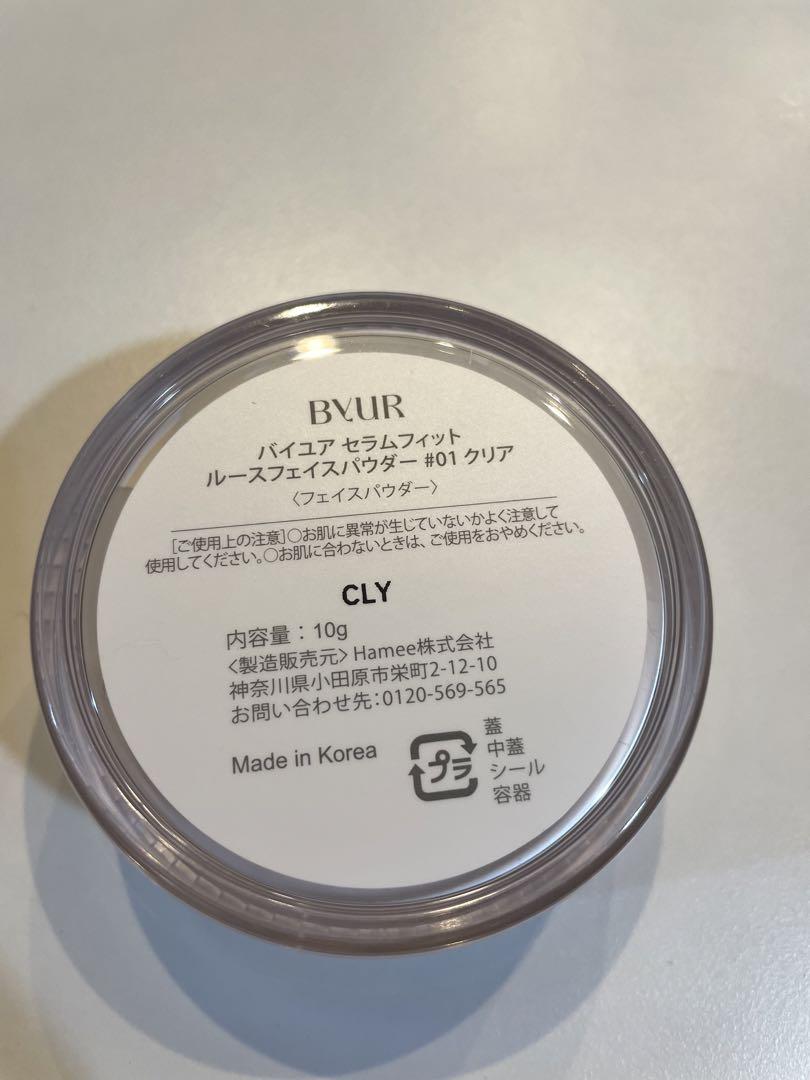 BYUR
バイユア セラムフィット
ルースフェイスパウダー #01 クリア
〈フェイスパウダー〉
[ご使用上の注意]○お肌に異常が生じていないかよく注意して
使用してください。○お肌に合わないときは、ご使用をおやめください。
CLY
内容量：10g
<製造販売元> Hamee株式会社
神奈川県小田原市栄町2-12-10
お問い合わせ先：0120-569-565
Made in Korea
プラ
蓋
中蓋
シール
容器